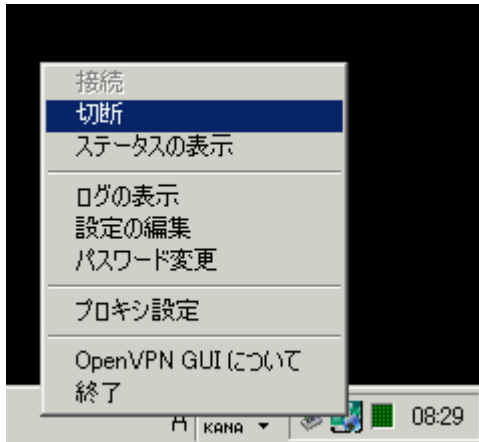 接続
切断
ステータスの表示
ログの表示
設定の編集
パスワード変更
プロキシ設定
OpenVPN GUI について
終了
KANA
08:29